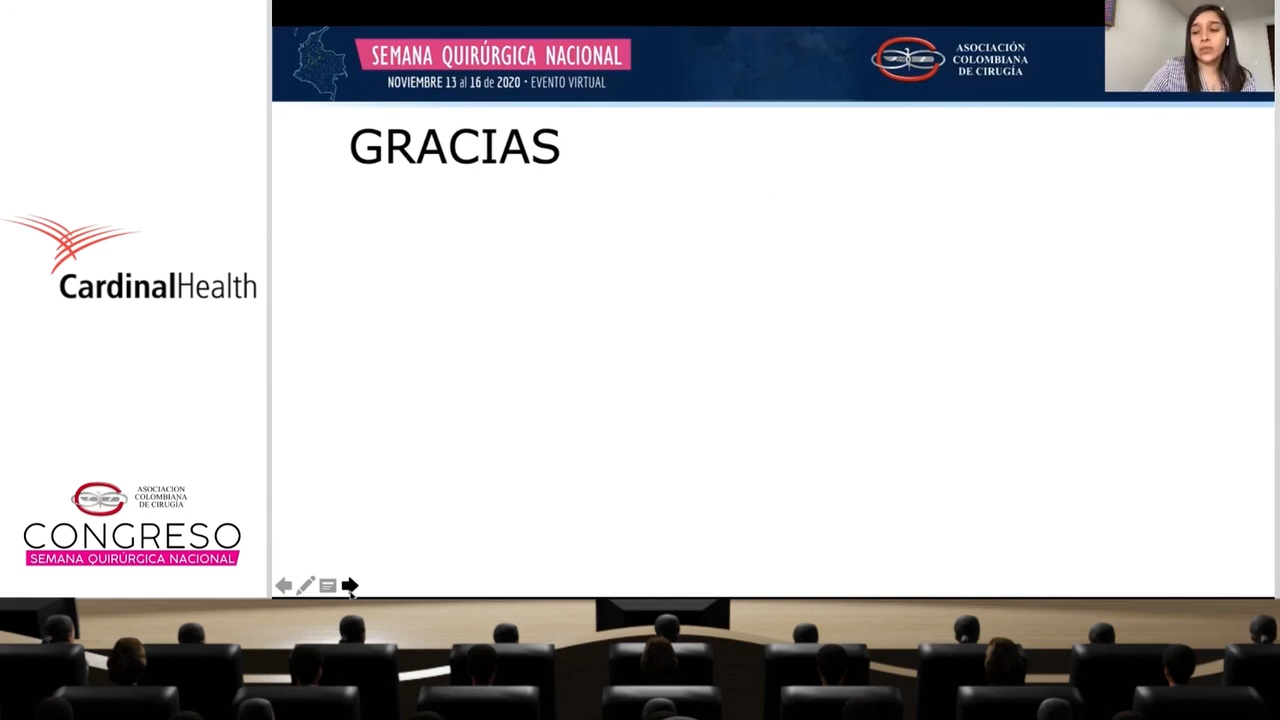 SEMANA QUIRÚRGICA NACIONAL
NOVIEMBRE 13 al 16 de 2020 • EVENTO VIRTUAL
ASOCIACIÓN
COLOMBIANA
DE CIRUGÍA
GRACIAS
CardinalHealth
ASOCIACION
COLOMBIANA
DE CIRUGÍA
CONGRESO
SEMANA QUIRÚRGICA NACIONAL